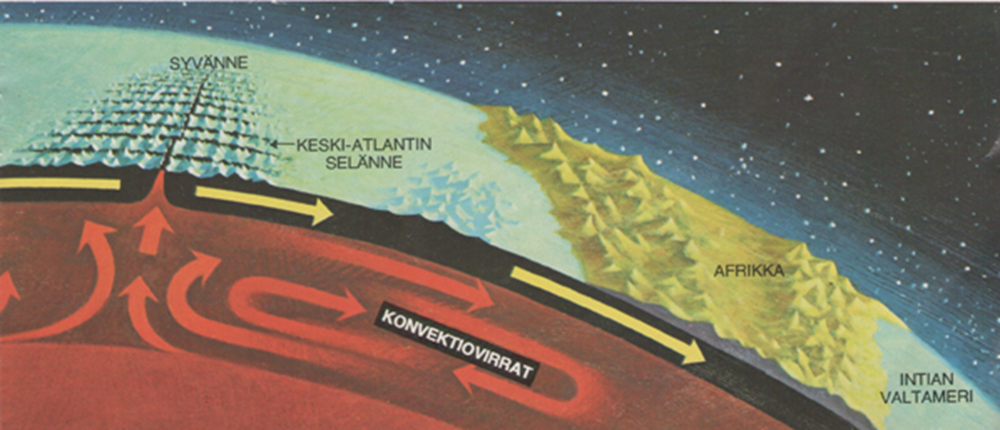 SYVÄNNE
KESKI-ATLANTIN
SELÄNNE
AFRIKKA
KONVEKTIOVIRRAT
INTIAN
VALTAMERI